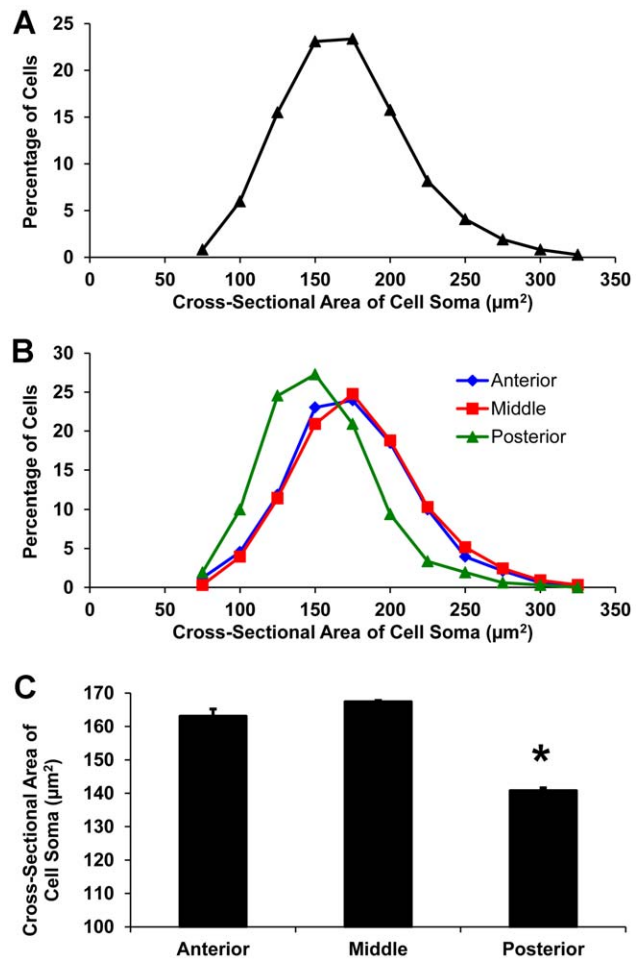 A
Percentage of Cells
25
20
15
10
5
0
0 50 100 150 200 250 300 350
Cross-Sectional Area of Cell Soma (µm²)
B
Percentage of Cells
30
25
20
15
10
5
0
Anterior
Middle
Posterior
0 50 100 150 200 250 300 350
Cross-Sectional Area of Cell Soma (µm²)
C
Cross-Sectional Area of
Cell Soma (µm²)
170
160
150
140
130
120
110
100
*
Anterior Middle Posterior